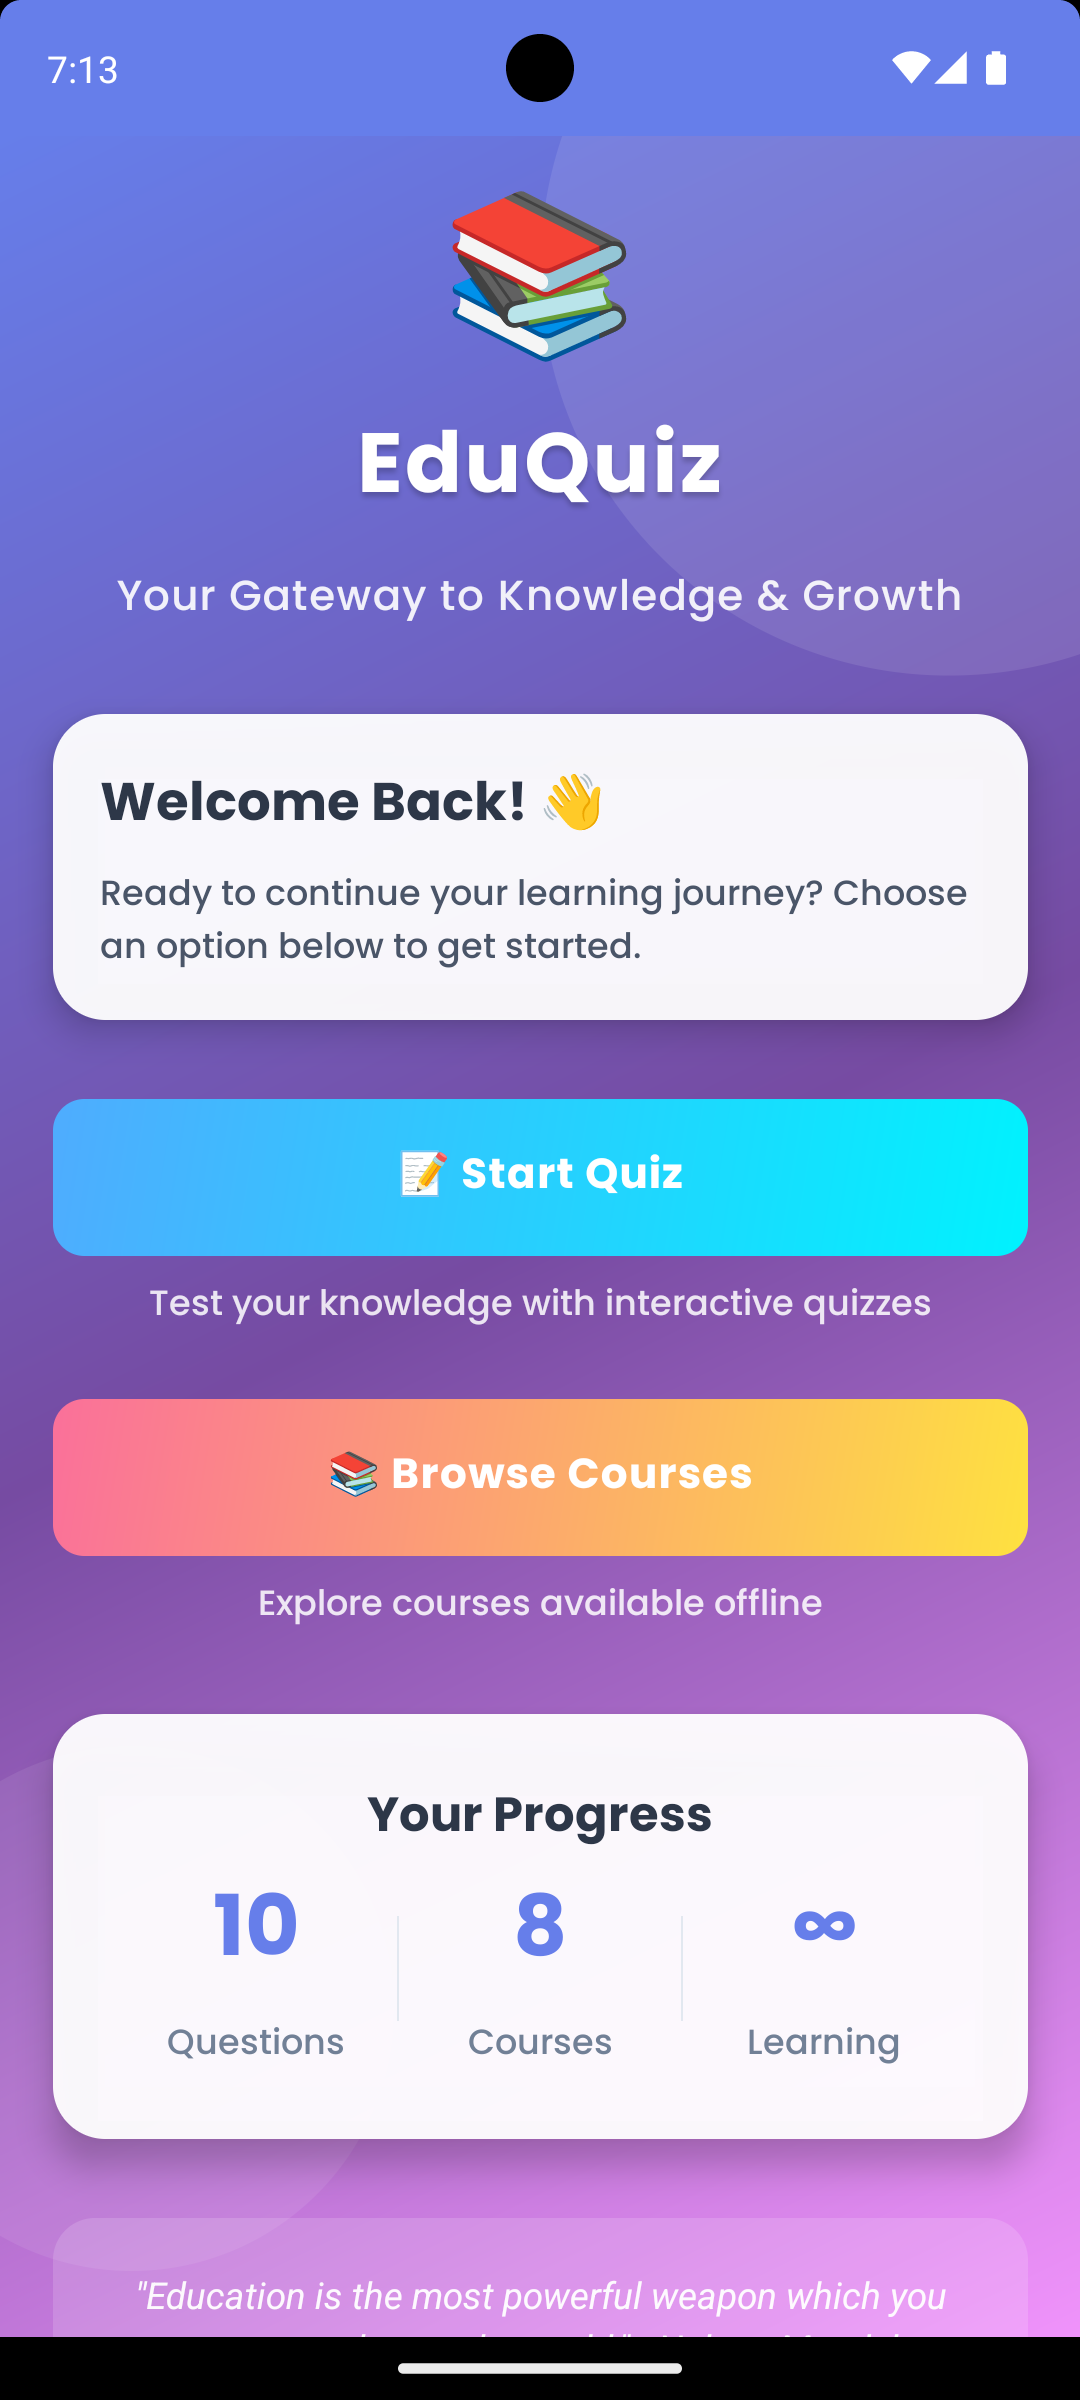 7:13
EduQuiz
Your Gateway to Knowledge & Growth
Welcome Back! 👋
Ready to continue your learning journey? Choose
an option below to get started.
📝 Start Quiz
Test your knowledge with interactive quizzes
📚 Browse Courses
Explore courses available offline
Your Progress
10
8
∞
Questions
Courses
Learning
"Education is the most powerful weapon which you